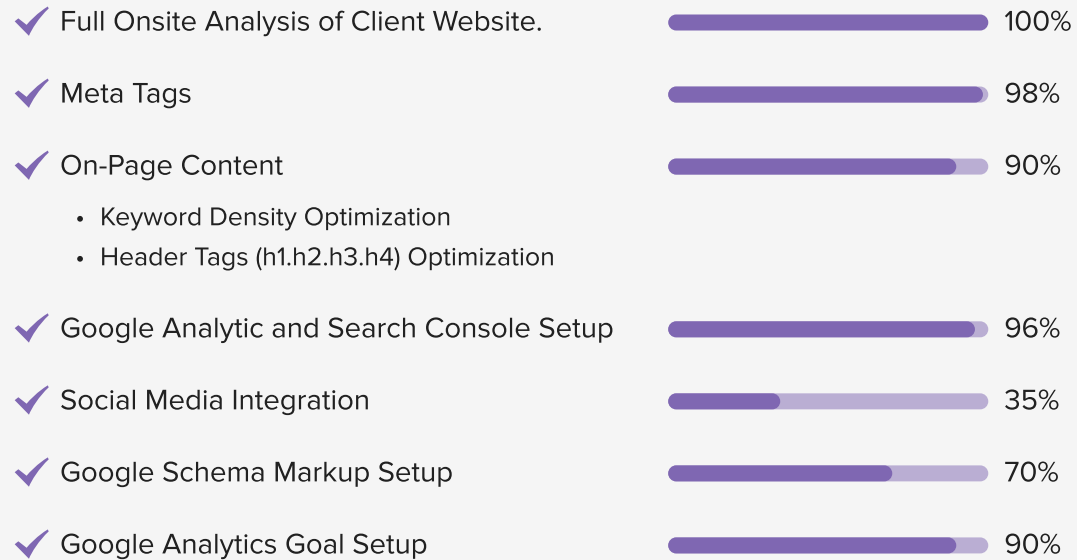 Full Onsite Analysis of Client Website. 100%
Meta Tags 98%
On-Page Content 90%
• Keyword Density Optimization
• Header Tags (h1.h2.h3.h4) Optimization
Google Analytic and Search Console Setup 96%
Social Media Integration 35%
Google Schema Markup Setup 70%
Google Analytics Goal Setup 90%